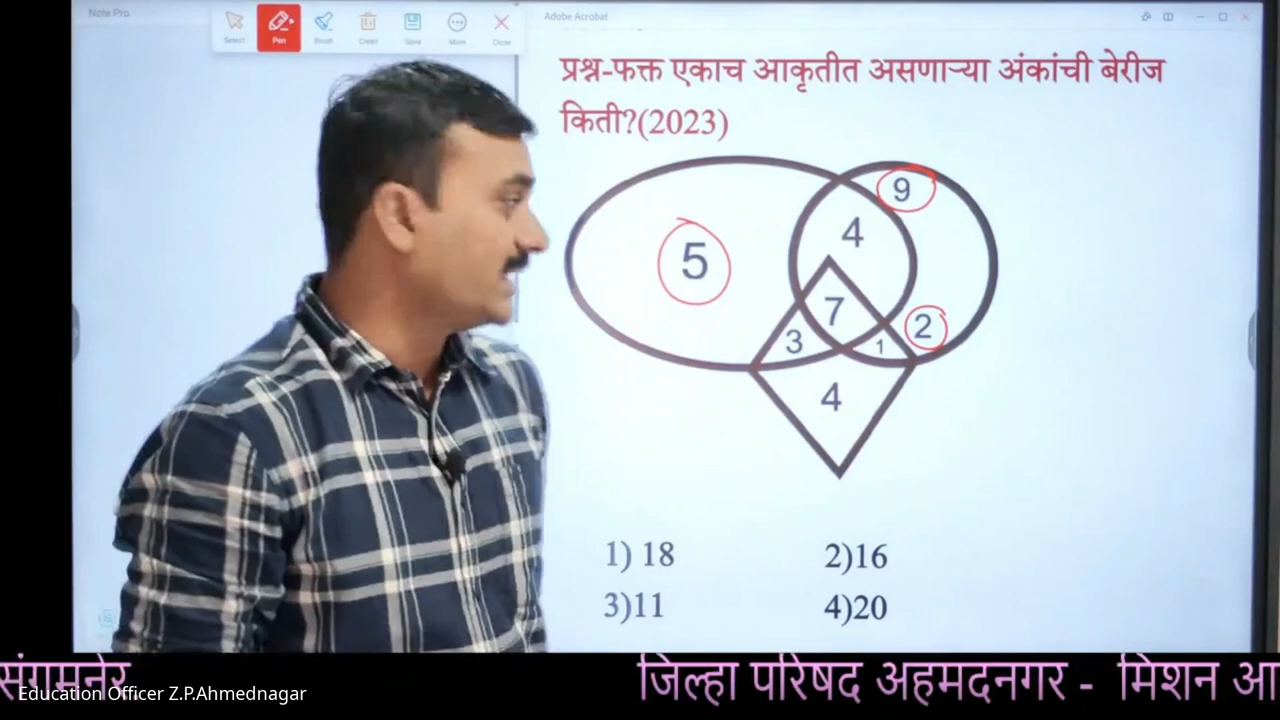 Note Pro
Select Pen Brush Clean Save More Close
Adobe Acrobat
प्रश्न-फक्त एकाच आकृतीत असणाऱ्या अंकांची बेरीज
किती?(2023)
9
4
5
7
2
3
1
4
1) 18 2)16
3)11 4)20
संगमनेर. जिल्हा परिषद अहमदनगर - मिशन आ
Education Officer Z.P.Ahmednagar